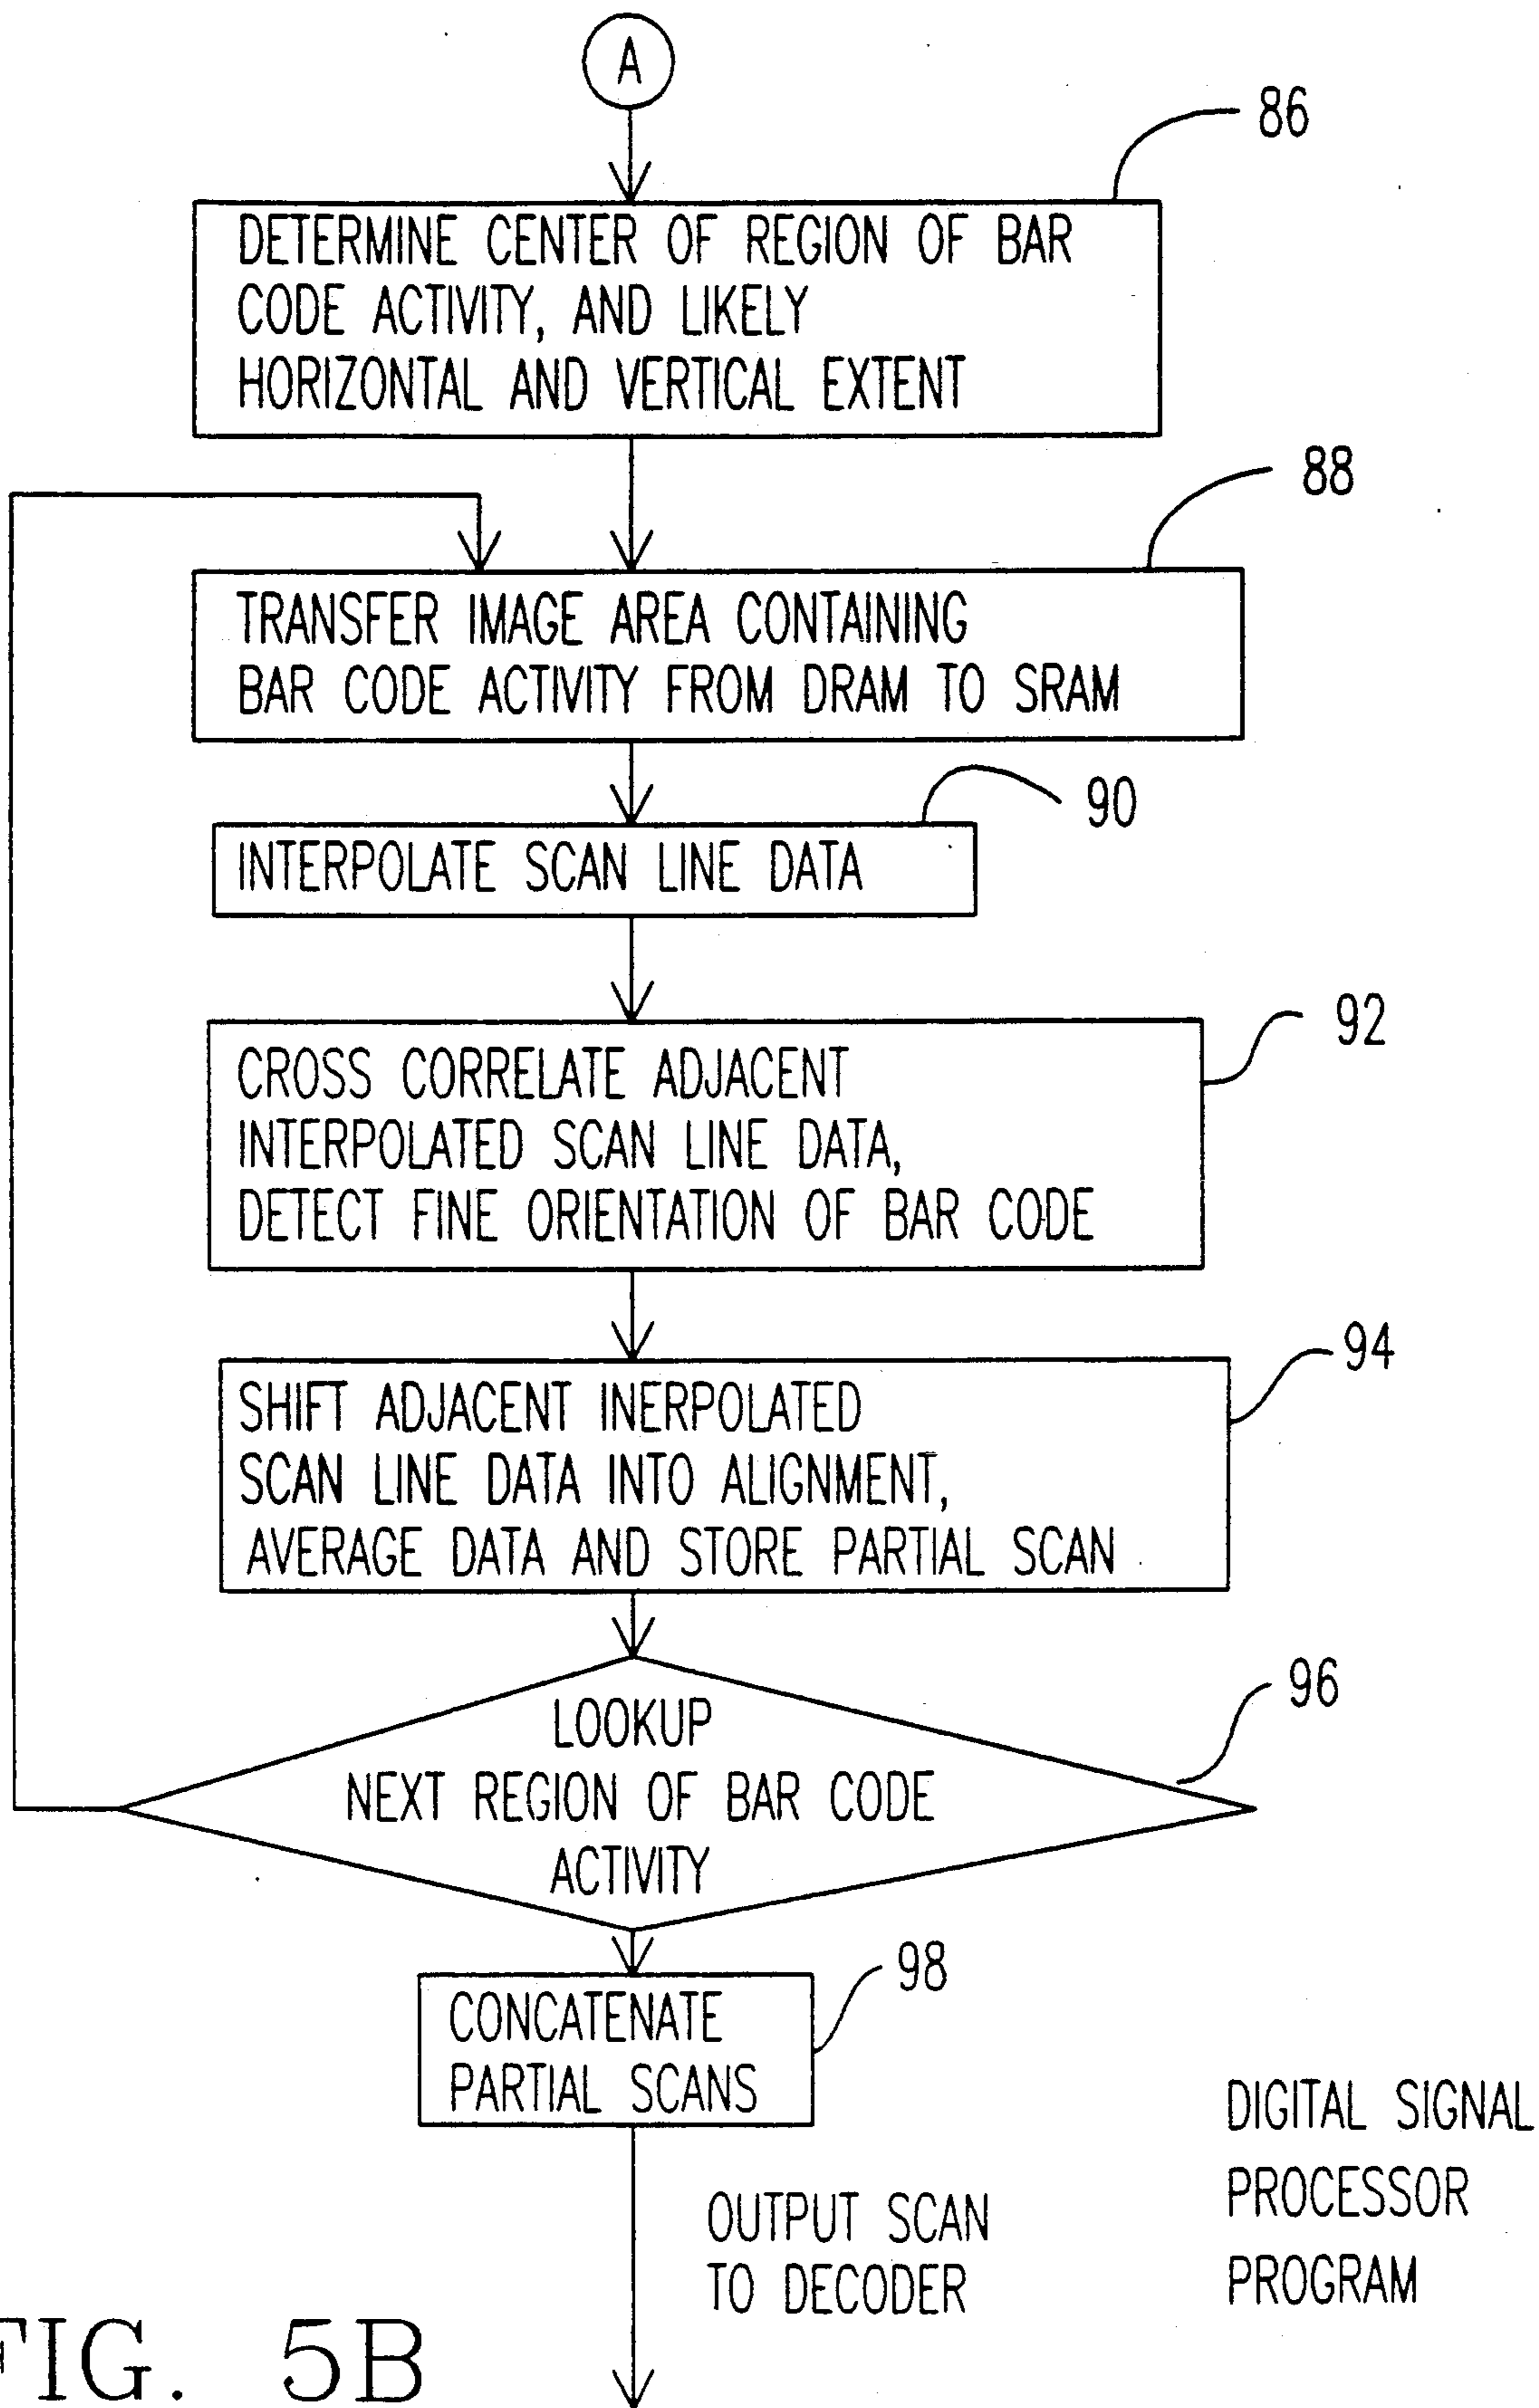 A
86
DETERMINE CENTER OF REGION OF BAR
CODE ACTIVITY, AND LIKELY
HORIZONTAL AND VERTICAL EXTENT
88
TRANSFER IMAGE AREA CONTAINING
BAR CODE ACTIVITY FROM DRAM TO SRAM
90
INTERPOLATE SCAN LINE DATA
92
CROSS CORRELATE ADJACENT
INTERPOLATED SCAN LINE DATA,
DETECT FINE ORIENTATION OF BAR CODE
94
SHIFT ADJACENT INERPOLATED
SCAN LINE DATA INTO ALIGNMENT,
AVERAGE DATA AND STORE PARTIAL SCAN
96
LOOKUP
NEXT REGION OF BAR CODE
ACTIVITY
98
CONCATENATE
PARTIAL SCANS
OUTPUT SCAN
TO DECODER
DIGITAL SIGNAL
PROCESSOR
PROGRAM
FIG. 5B